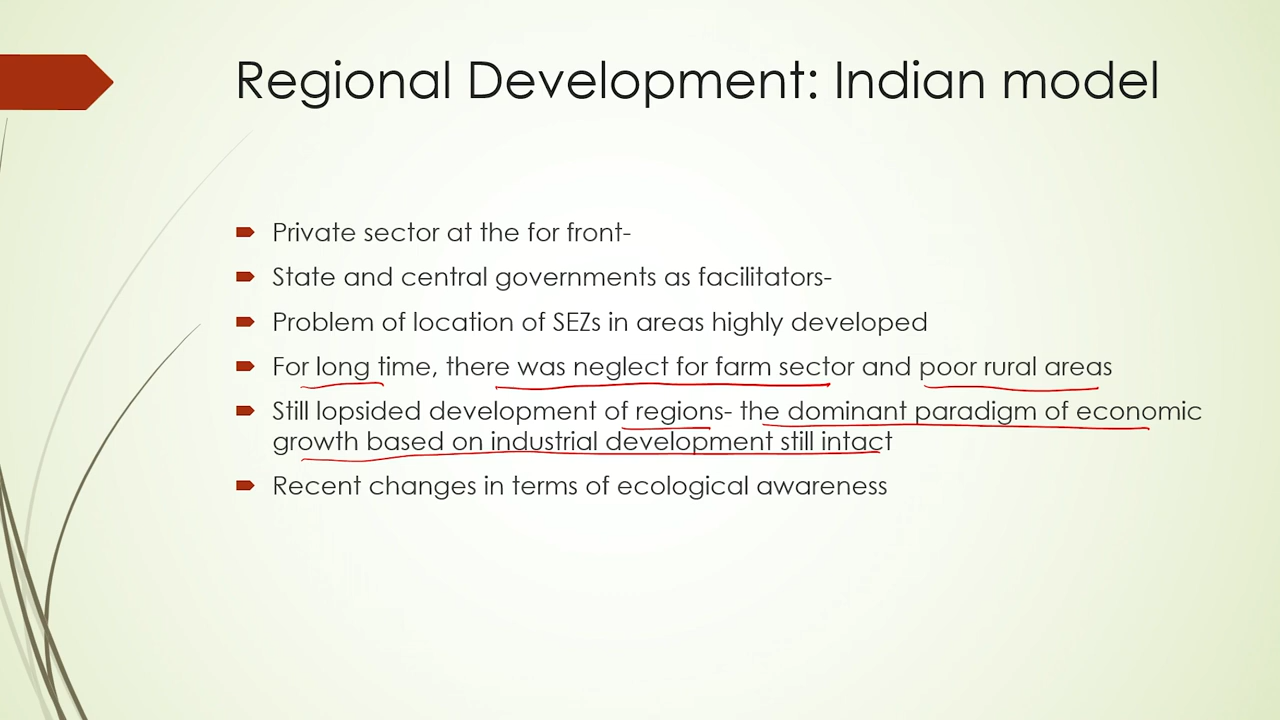 Regional Development: Indian model
Private sector at the for front-
State and central governments as facilitators-
Problem of location of SEZs in areas highly developed
For long time, there was neglect for farm sector and poor rural areas
Still lopsided development of regions- the dominant paradigm of economic
growth based on industrial development still intact
Recent changes in terms of ecological awareness